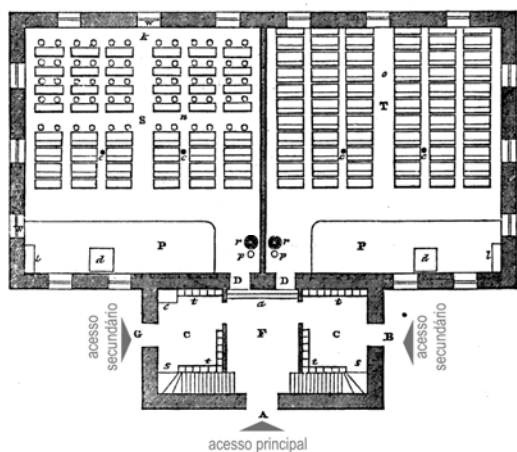 w
k
o
S n T
c c c c
w
P P
r r
p p
i d d l
D D
e t a t
G C F C B
t t
s s
A
acesso
secundário
acesso
secundário
acesso principal